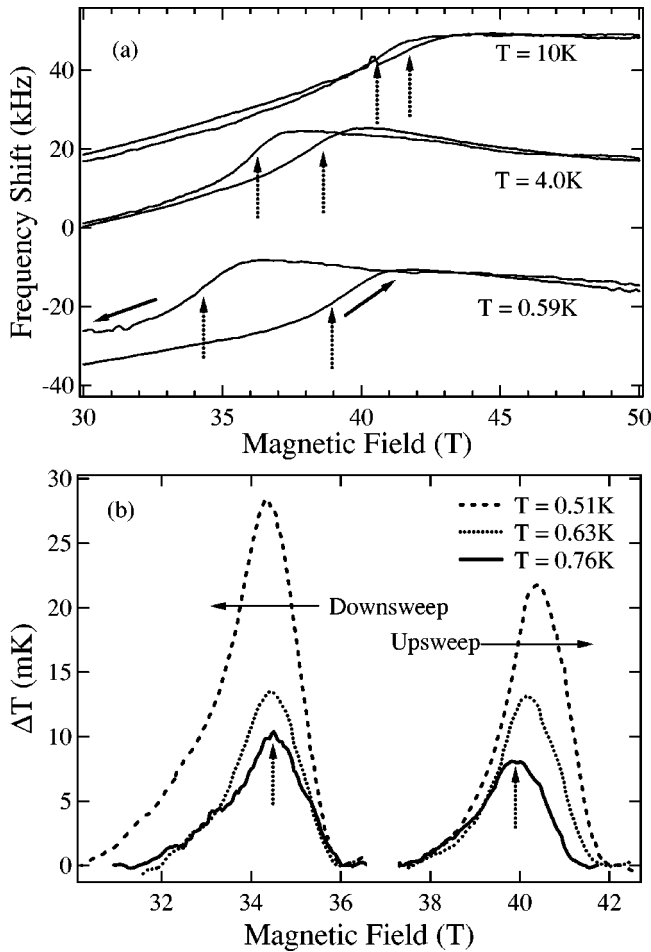 (a)
T = 10K
T = 4.0K
T = 0.59K
Frequency Shift (kHz)
40
20
0
-20
-40
30
35
40
45
50
Magnetic Field (T)
(b)
T = 0.51K
T = 0.63K
T = 0.76K
Downsweep
Upsweep
ΔT (mK)
30
25
20
15
10
5
0
32
34
36
38
40
42
Magnetic Field (T)